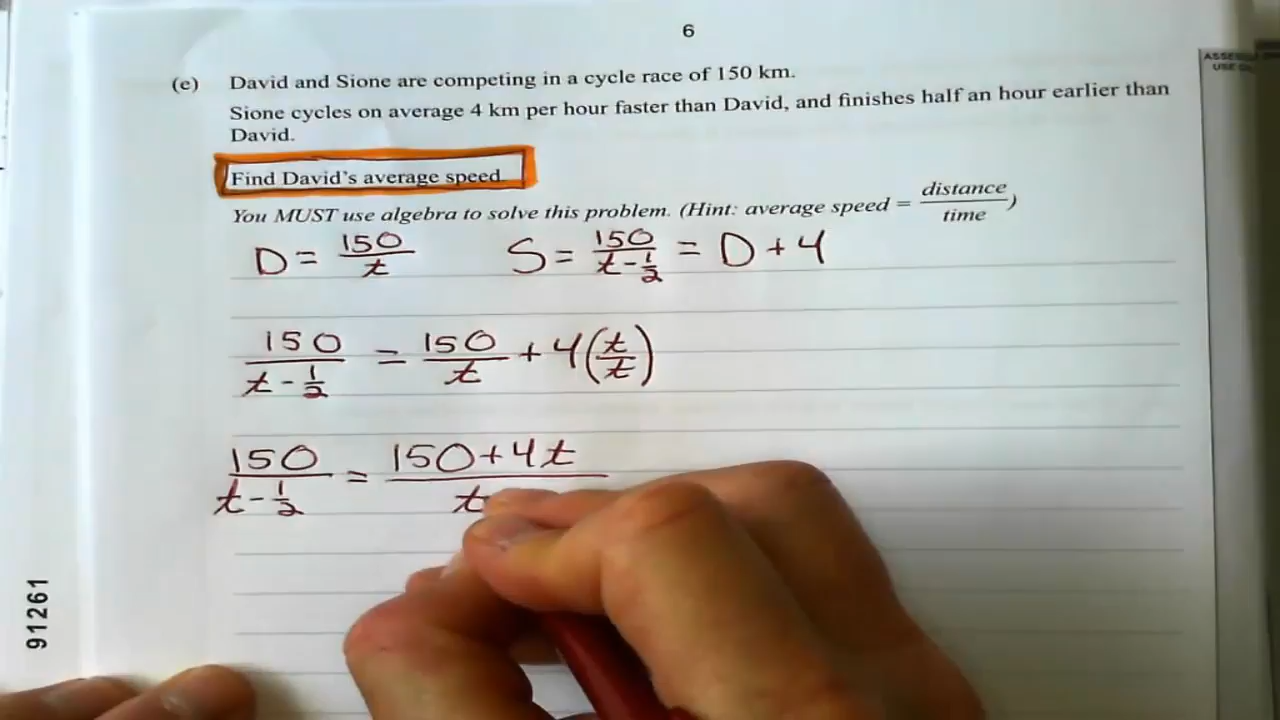 6
(e) David and Sione are competing in a cycle race of 150 km.
Sione cycles on average 4 km per hour faster than David, and finishes half an hour earlier than
David.
Find David's average speed
You MUST use algebra to solve this problem. (Hint: average speed = distance/time)
D = 150/t    S = 150/(t - 1/2) = D + 4
150/(t - 1/2) = 150/t + 4(t/t)
150/(t - 1/2) = (150 + 4t)/t
91261